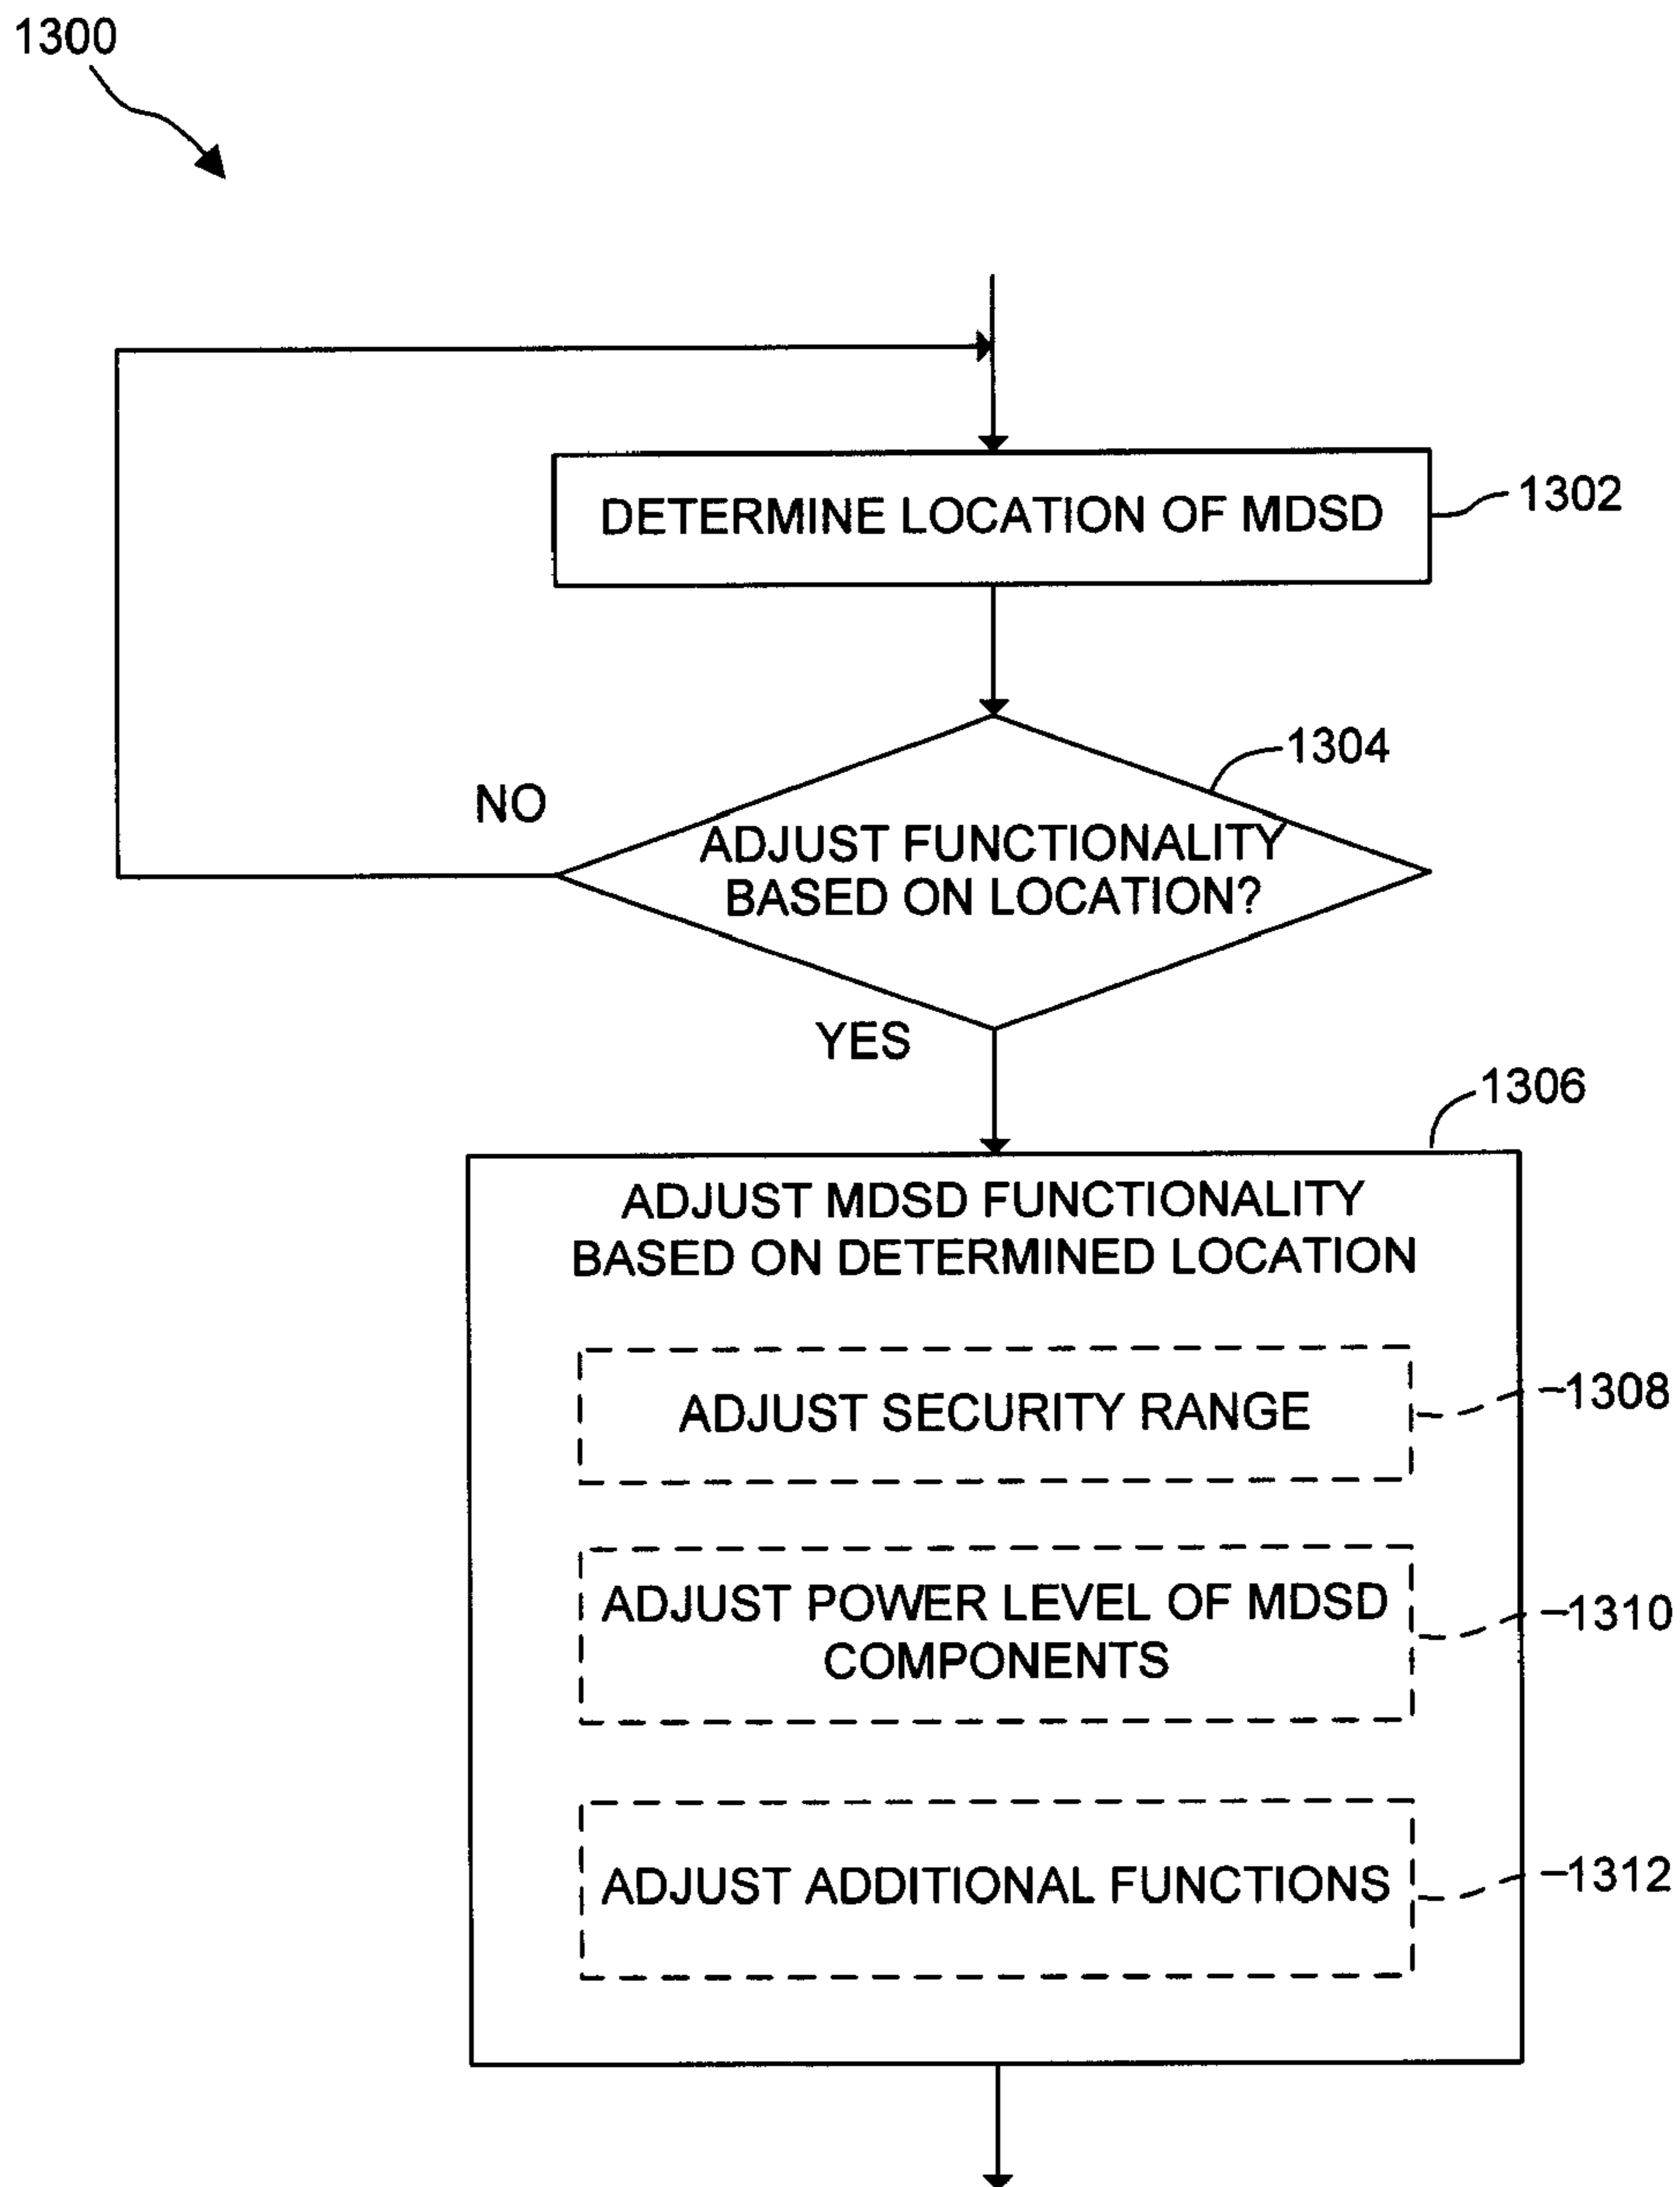 1300
DETERMINE LOCATION OF MDSD
1302
1304
NO
ADJUST FUNCTIONALITY
BASED ON LOCATION?
YES
1306
ADJUST MDSD FUNCTIONALITY
BASED ON DETERMINED LOCATION
ADJUST SECURITY RANGE
1308
ADJUST POWER LEVEL OF MDSD
COMPONENTS
1310
ADJUST ADDITIONAL FUNCTIONS
1312